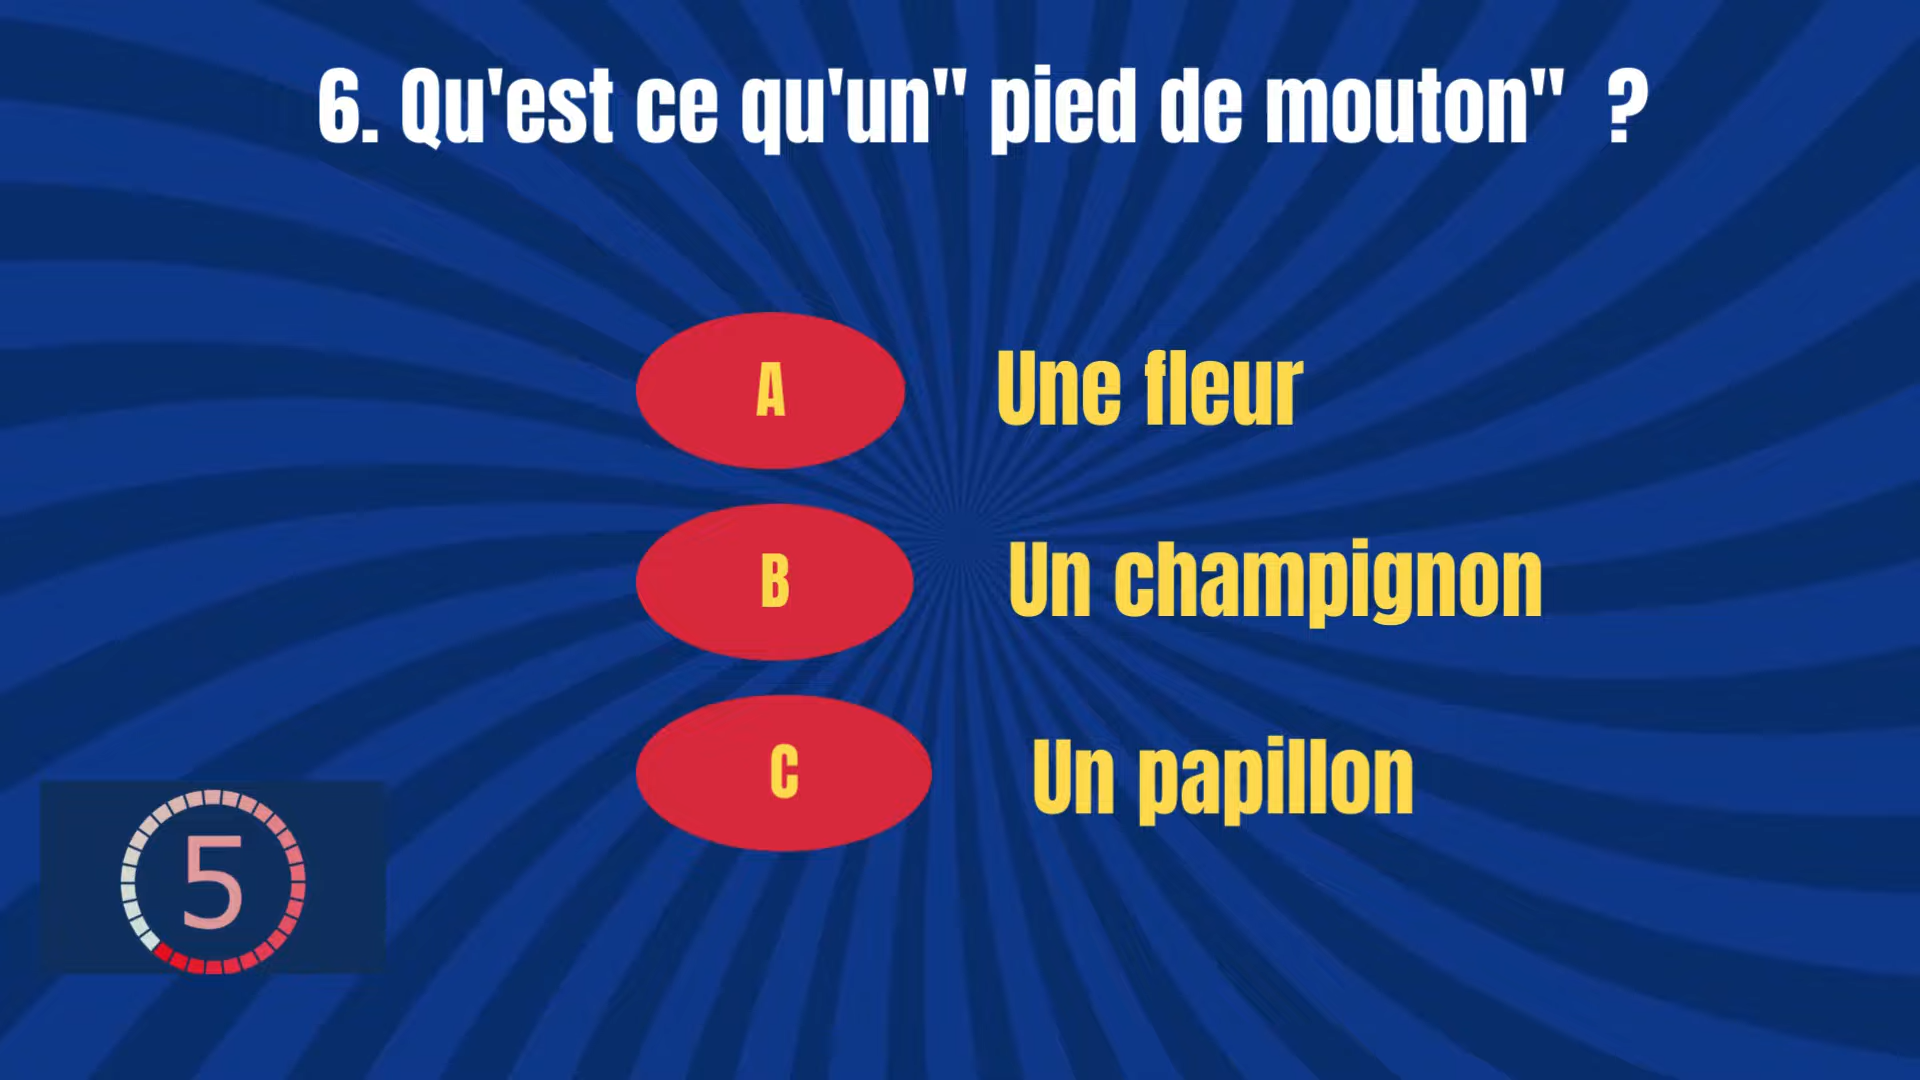 6. Qu'est ce qu'un" pied de mouton" ?
A Une fleur
B Un champignon
C Un papillon
5